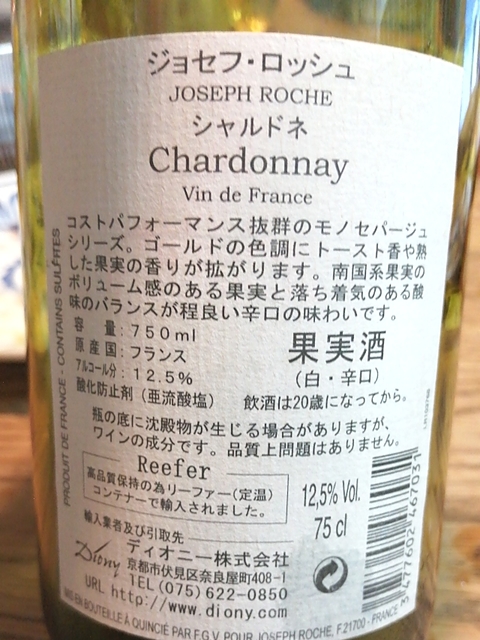 ジョセフ・ロッシュ
JOSEPH ROCHE
シャルドネ
Chardonnay
Vin de France
コストパフォーマンス抜群のモノセパージュ
シリーズ。ゴールドの色調にトースト香や熟
した果実の香りが拡がります。南国系果実の
ボリューム感のある果実と落ち着気のある酸
味のバランスが程良い辛口の味わいです。
容量:750ml
原産国:フランス
アルコール分:12.5%
酸化防止剤(亜流酸塩)
果実酒
(白・辛口)
飲酒は20歳になってから。
瓶の底に沈殿物が生じる場合がありますが、
ワインの成分です。品質上問題はありません。
Reefer
高品質保持の為リーファー(定温)
コンテナーで輸入されました。
12,5% Vol.
75 cl
輸入業者及び引取先
Diony
ディオニー株式会社
京都市伏見区奈良屋町408-1
TEL(075)622-0850
URL http://www.diony.com
MIS EN BOUTEILLE À QUINCIÉ PAR F.G.V. POUR JOSEPH ROCHE, F.21700 - FRANCE
PRODUIT DE FRANCE - CONTAINS SULFITES
3 477602 467031